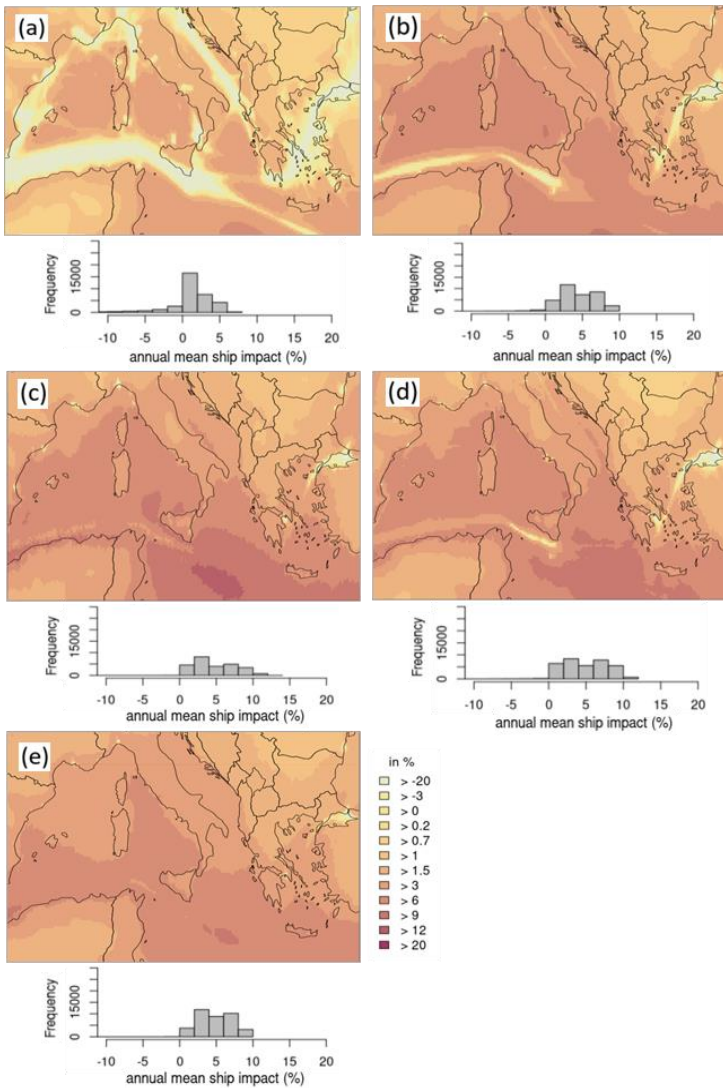 (a)
(b)
Frequency
0 15000
-10 -5 0 5 10 15 20
annual mean ship impact (%)
Frequency
0 15000
-10 -5 0 5 10 15 20
annual mean ship impact (%)
(c)
(d)
Frequency
0 15000
-10 -5 0 5 10 15 20
annual mean ship impact (%)
Frequency
0 15000
-10 -5 0 5 10 15 20
annual mean ship impact (%)
(e)
in %
> -20
> -3
> 0
> 0.2
> 0.7
> 1
> 1.5
> 3
> 6
> 9
> 12
> 20
Frequency
0 15000
-10 -5 0 5 10 15 20
annual mean ship impact (%)